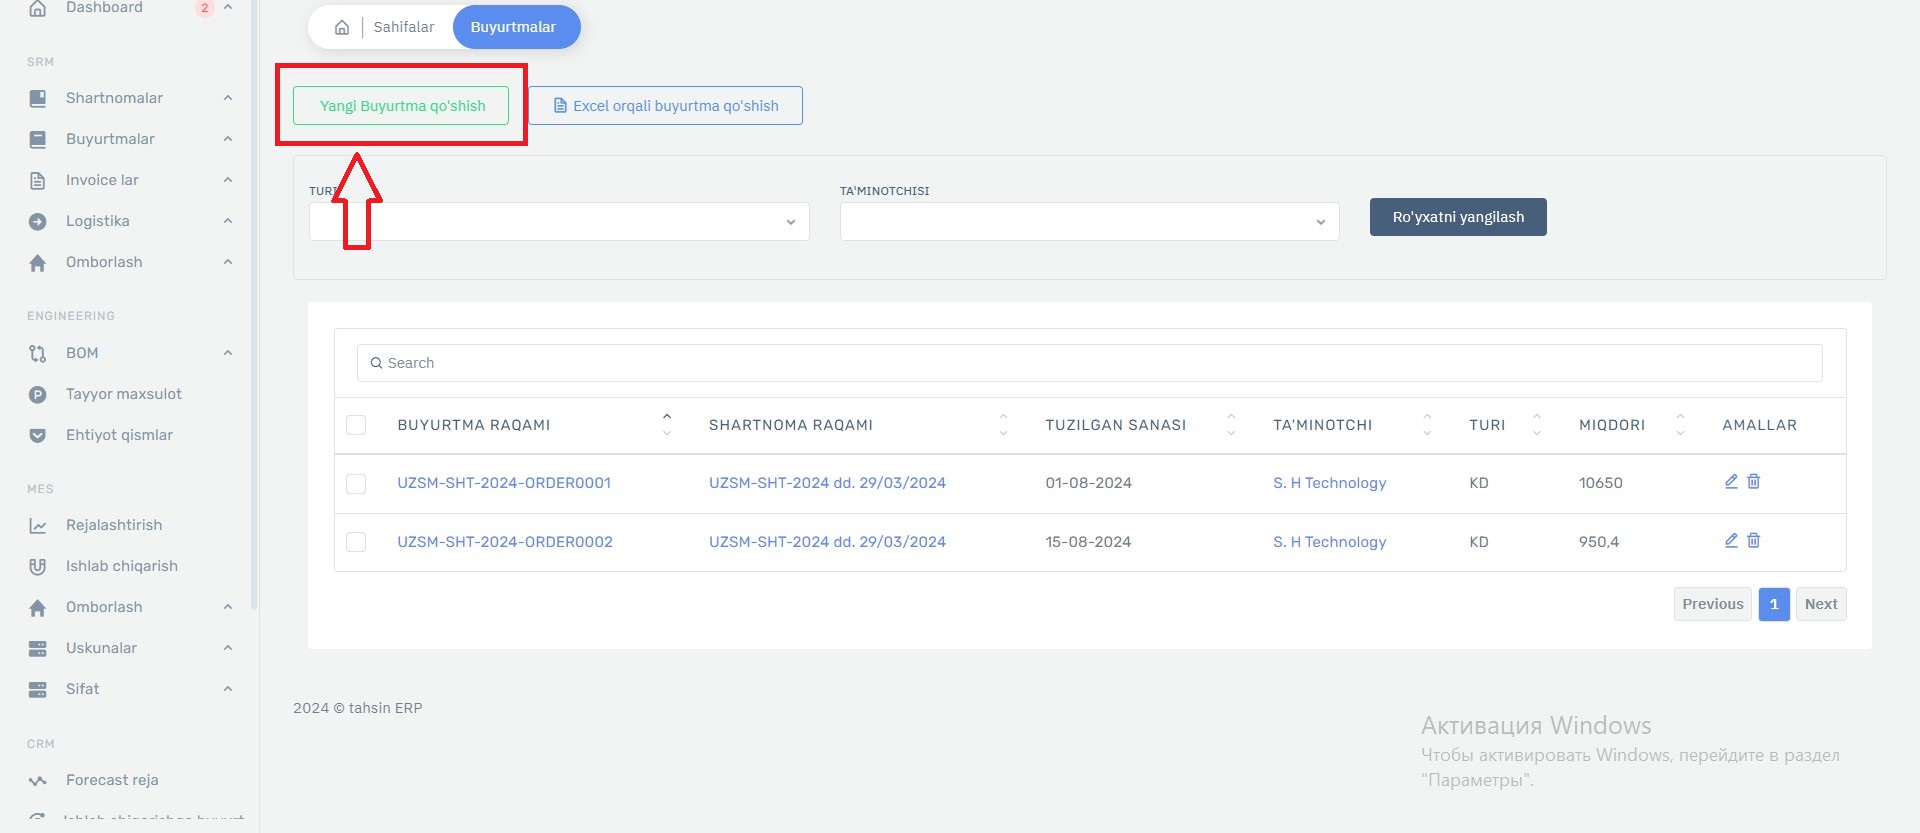 Dashboard 2
SRM
Shartnomalar
Buyurtmalar
Invoice lar
Logistika
Omborlash
ENGINEERING
BOM
Tayyor maxsulot
Ehtiyot qismlar
MES
Rejalashtirish
Ishlab chiqarish
Omborlash
Uskunalar
Sifat
CRM
Forecast reja
Sahifalar Buyurtmalar
Yangi Buyurtma qo'shish Excel orqali buyurtma qo'shish
TURI TA'MINOTCHISI
Ro'yxatni yangilash
Search
BUYURTMA RAQAMI SHARTNOMA RAQAMI TUZILGAN SANASI TA'MINOTCHI TURI MIQDORI AMALLAR
UZSM-SHT-2024-ORDER0001 UZSM-SHT-2024 dd. 29/03/2024 01-08-2024 S. H Technology KD 10650
UZSM-SHT-2024-ORDER0002 UZSM-SHT-2024 dd. 29/03/2024 15-08-2024 S. H Technology KD 950,4
Previous 1 Next
2024 © tahsin ERP
Активация Windows
Чтобы активировать Windows, перейдите в раздел
"Параметры".